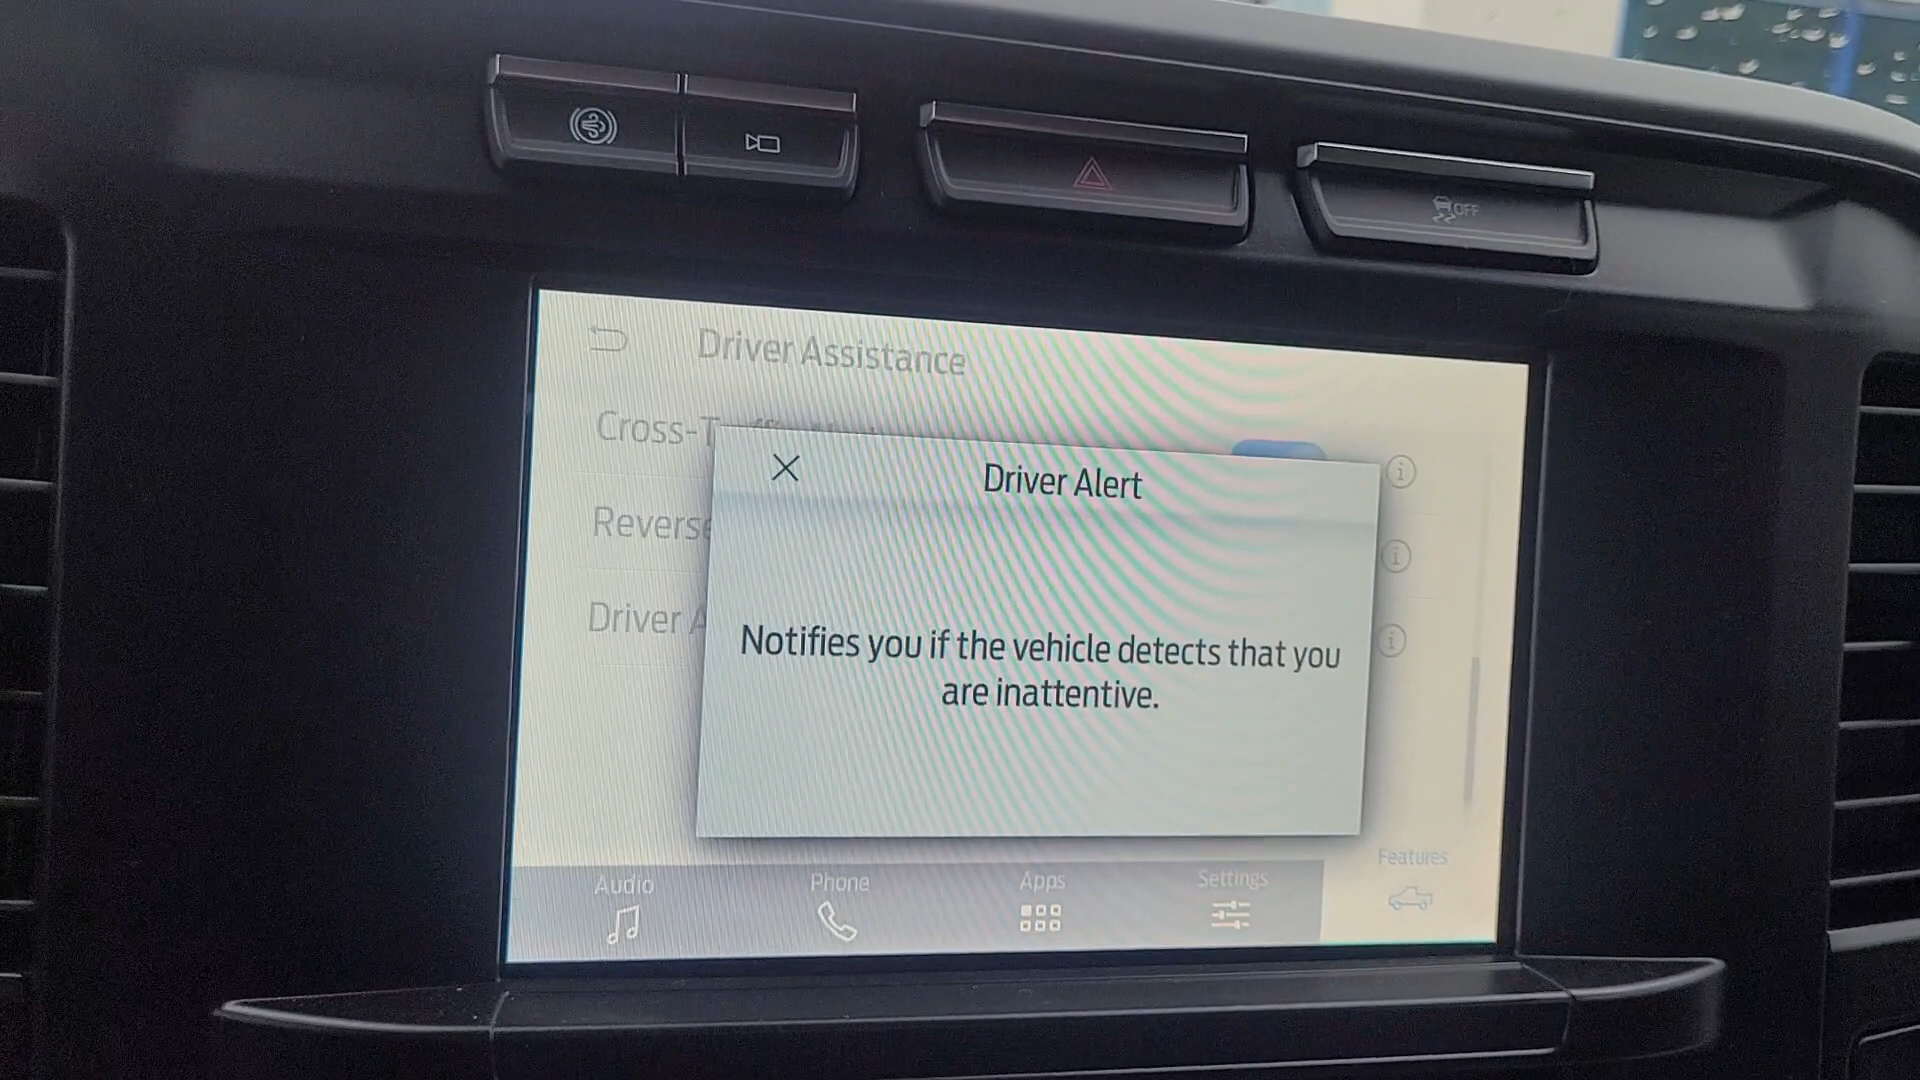 OFF
Driver Assistance
Cross-T
Driver Alert
Reverse
Driver A
Notifies you if the vehicle detects that you
are inattentive.
Features
Audio
Phone
Apps
Settings